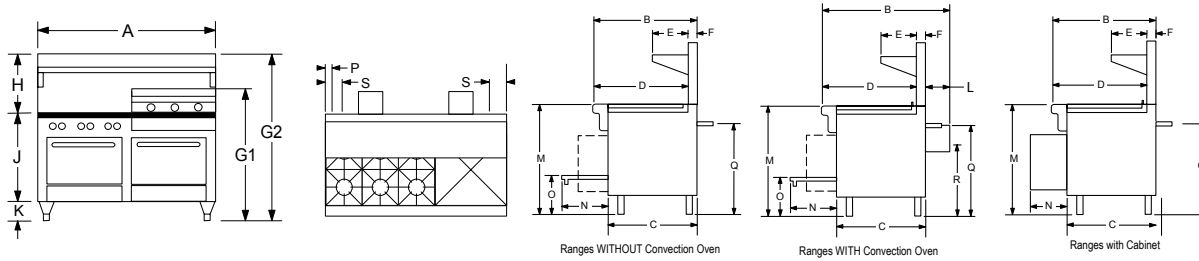 A
H
J
K
G1
G2
P
S
S
B
E
F
D
M
O
N
Q
C
Ranges WITHOUT Convection Oven
B
E
F
D
L
M
O
N
R
Q
C
Ranges WITH Convection Oven
B
E
F
D
M
N
C
Ranges with Cabinet